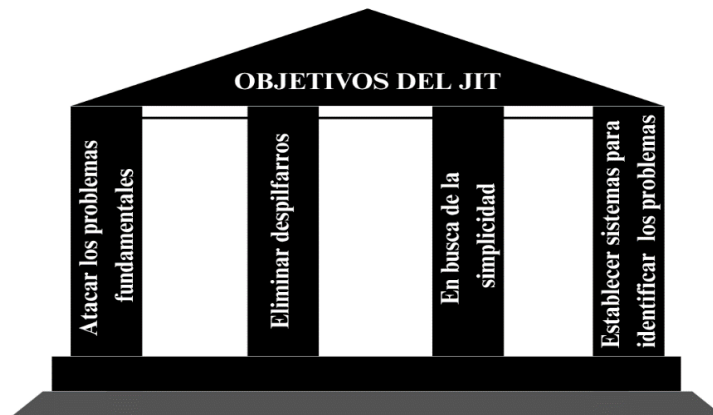 OBJETIVOS DEL JIT
Atacar los problemas
fundamentales
Eliminar despilfarros
En busca de la
simplicidad
Establecer sistemas para
identificar los problemas